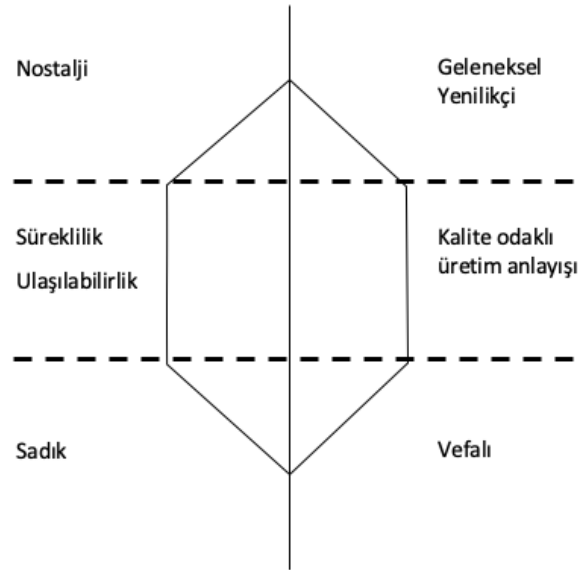 Nostalji
Geleneksel
Yenilikçi
Süreklilik
Ulaşılabilirlik
Kalite odaklı
üretim anlayışı
Sadık
Vefalı